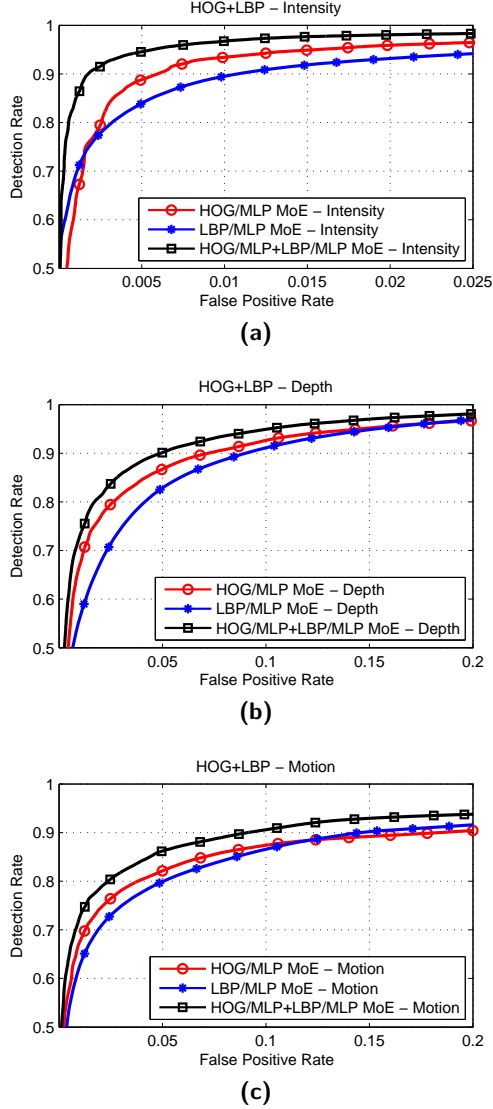 HOG+LBP – Intensity
1
0.9
0.8
0.7
0.6
0.5
Detection Rate
HOG/MLP MoE – Intensity
LBP/MLP MoE – Intensity
HOG/MLP+LBP/MLP MoE – Intensity
0.005 0.01 0.015 0.02 0.025
False Positive Rate
(a)
HOG+LBP – Depth
1
0.9
0.8
0.7
0.6
0.5
Detection Rate
HOG/MLP MoE – Depth
LBP/MLP MoE – Depth
HOG/MLP+LBP/MLP MoE – Depth
0.05 0.1 0.15 0.2
False Positive Rate
(b)
HOG+LBP – Motion
1
0.9
0.8
0.7
0.6
0.5
Detection Rate
HOG/MLP MoE – Motion
LBP/MLP MoE – Motion
HOG/MLP+LBP/MLP MoE – Motion
0.05 0.1 0.15 0.2
False Positive Rate
(c)